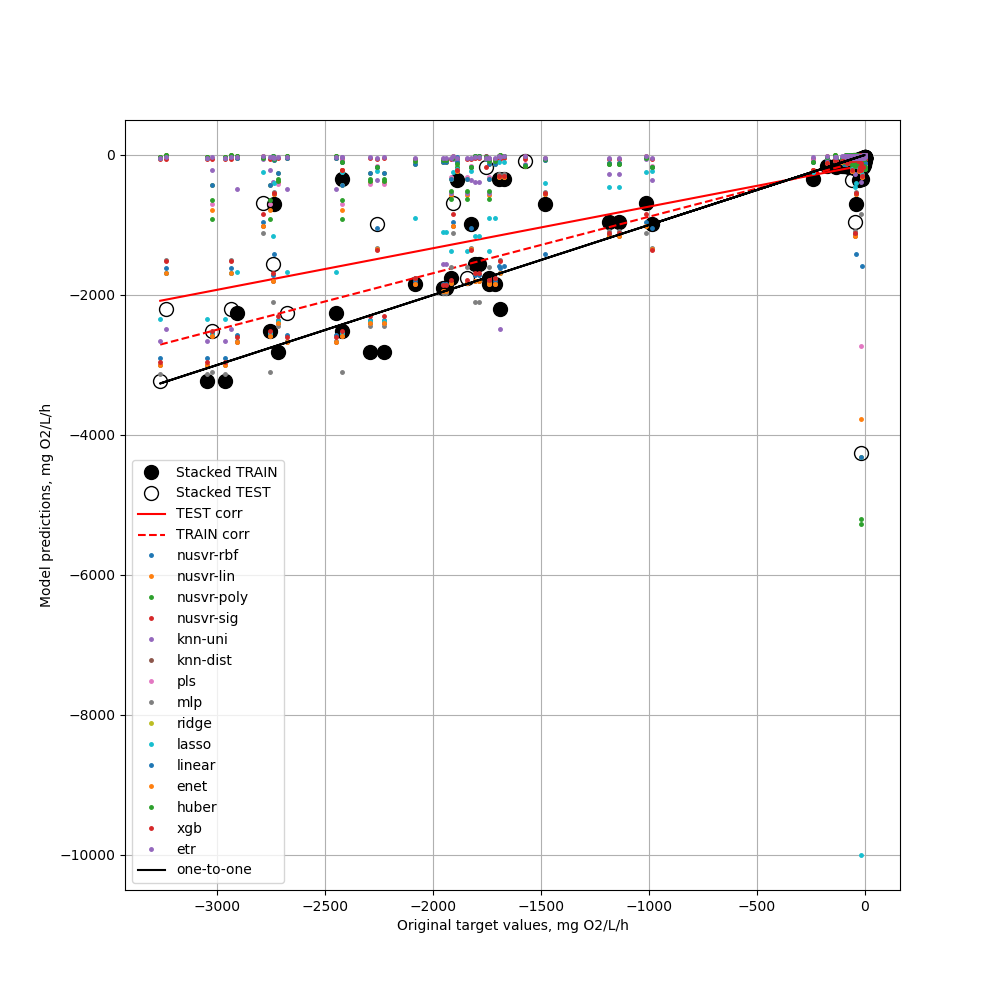 0
−2000
−4000
−6000
−8000
−10000
Model predictions, mg O2/L/h
Stacked TRAIN
Stacked TEST
TEST corr
TRAIN corr
nusvr-rbf
nusvr-lin
nusvr-poly
nusvr-sig
knn-uni
knn-dist
pls
mlp
ridge
lasso
linear
enet
huber
xgb
etr
one-to-one
−3000 −2500 −2000 −1500 −1000 −500 0
Original target values, mg O2/L/h